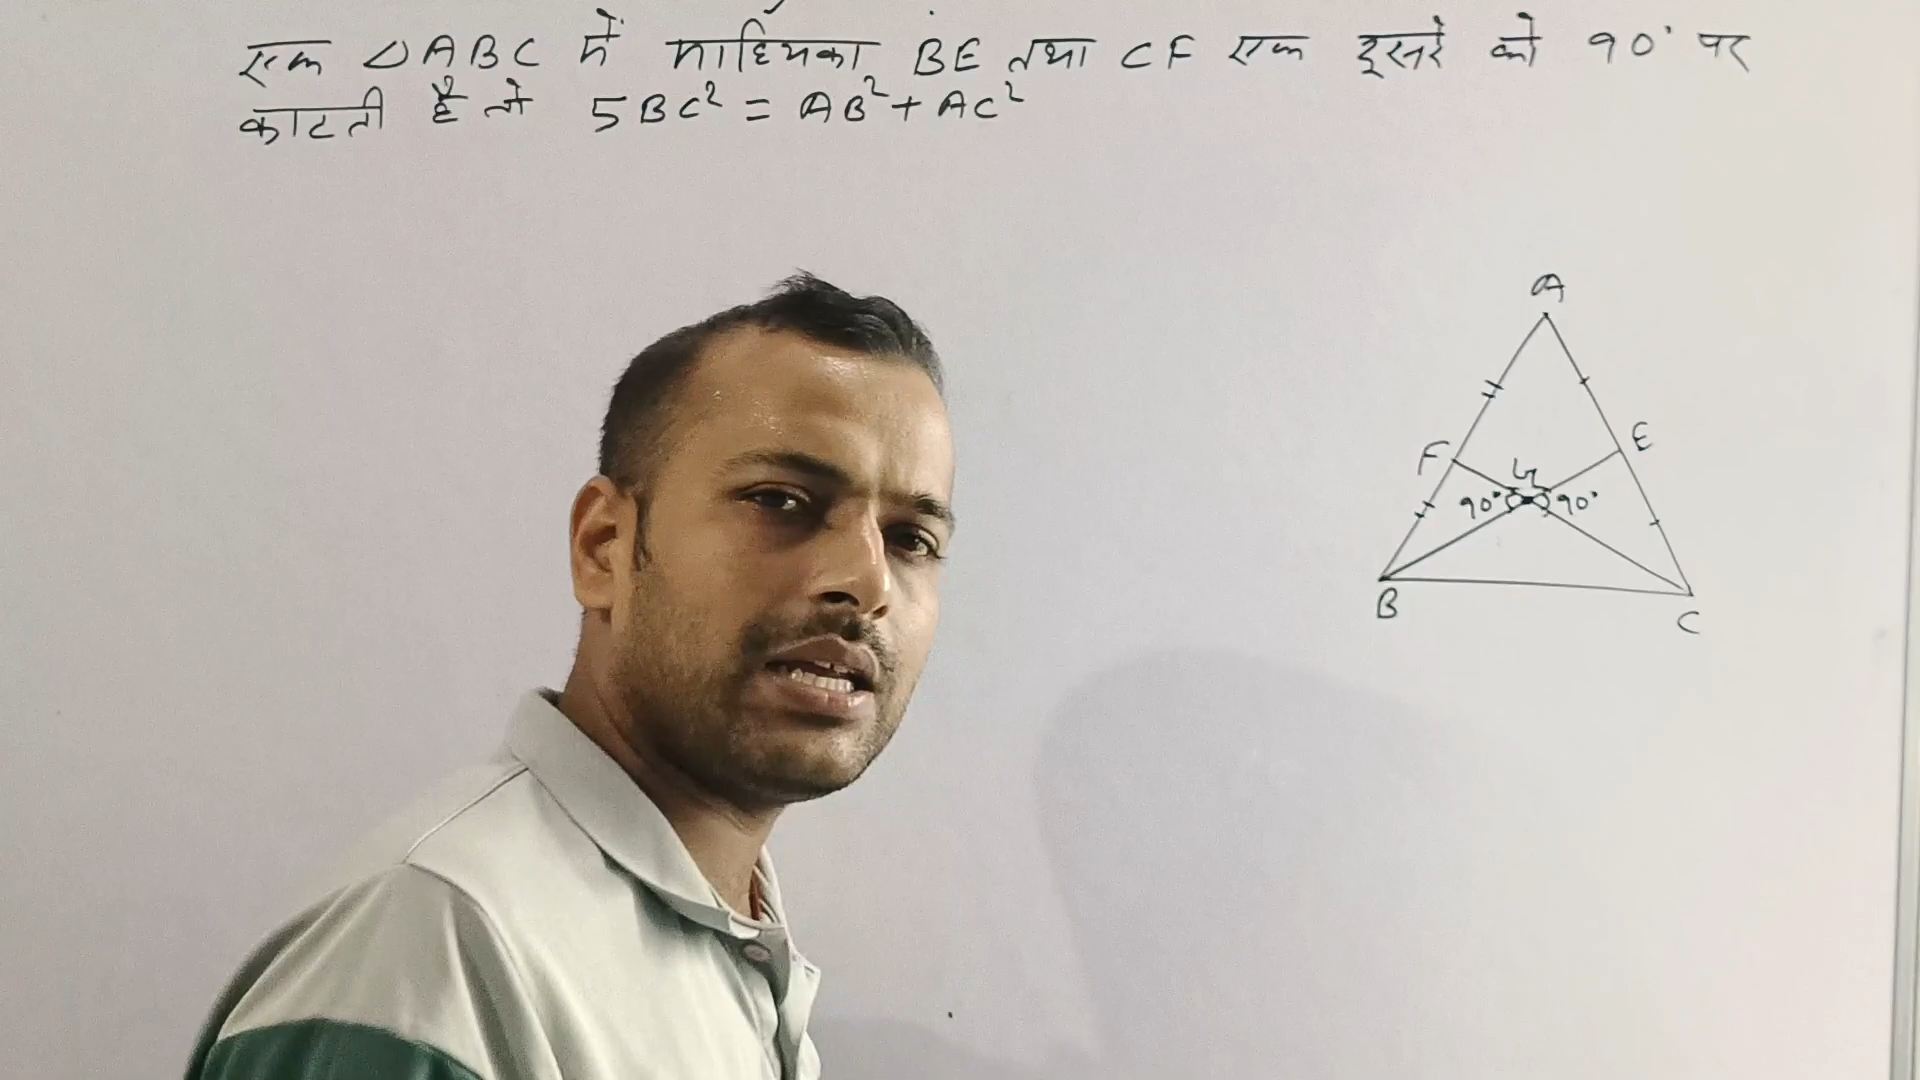 एक △ABC में माध्यिका BE तथा CF एक दूसरे को 90° पर
काटती है तो 5BC² = AB² + AC²
A
F
E
G
90°
90°
B
C